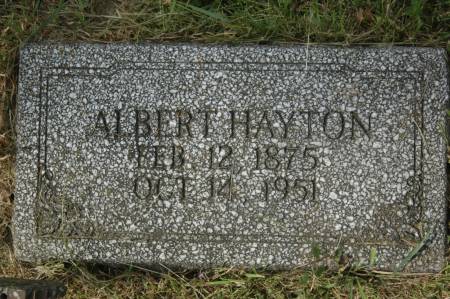 ALBERT HAYTON
FEB. 12 1875
OCT. 14, 1951